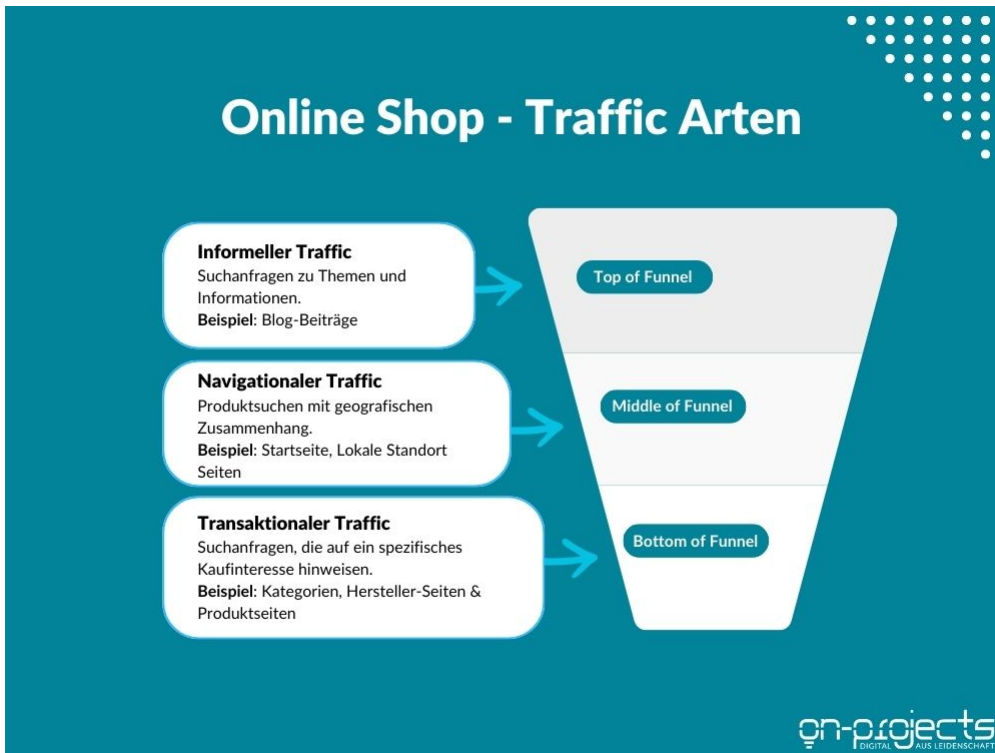 Online Shop - Traffic Arten
Informeller Traffic
Suchanfragen zu Themen und
Informationen.
Beispiel: Blog-Beiträge
Top of Funnel
Navigationaler Traffic
Produktsuchen mit geografischen
Zusammenhang.
Beispiel: Startseite, Lokale Standort
Seiten
Middle of Funnel
Transaktionaler Traffic
Suchanfragen, die auf ein spezifisches
Kaufinteresse hinweisen.
Beispiel: Kategorien, Hersteller-Seiten &
Produktseiten
Bottom of Funnel
on-projects
DIGITAL AUS LEIDENSCHAFT